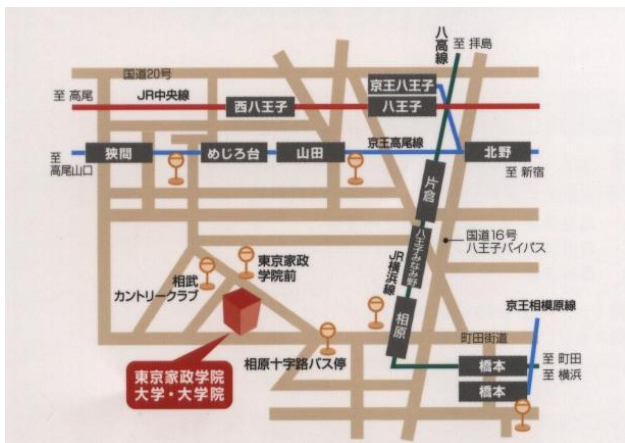 八高線
至 拝島
国道20号
京王八王子
至 高尾
JR中央線
西八王子
八王子
京王高尾線
狭間
めじろ台
山田
北野
至
高尾山口
至 新宿
片倉
国道16号
八王子バイパス
八王子みなみ野
JR横浜線
東京家政
学院前
相武
カントリークラブ
相原
京王相模原線
町田街道
相原十字路バス停
橋本
至 町田
至 横浜
橋本
東京家政学院
大学・大学院